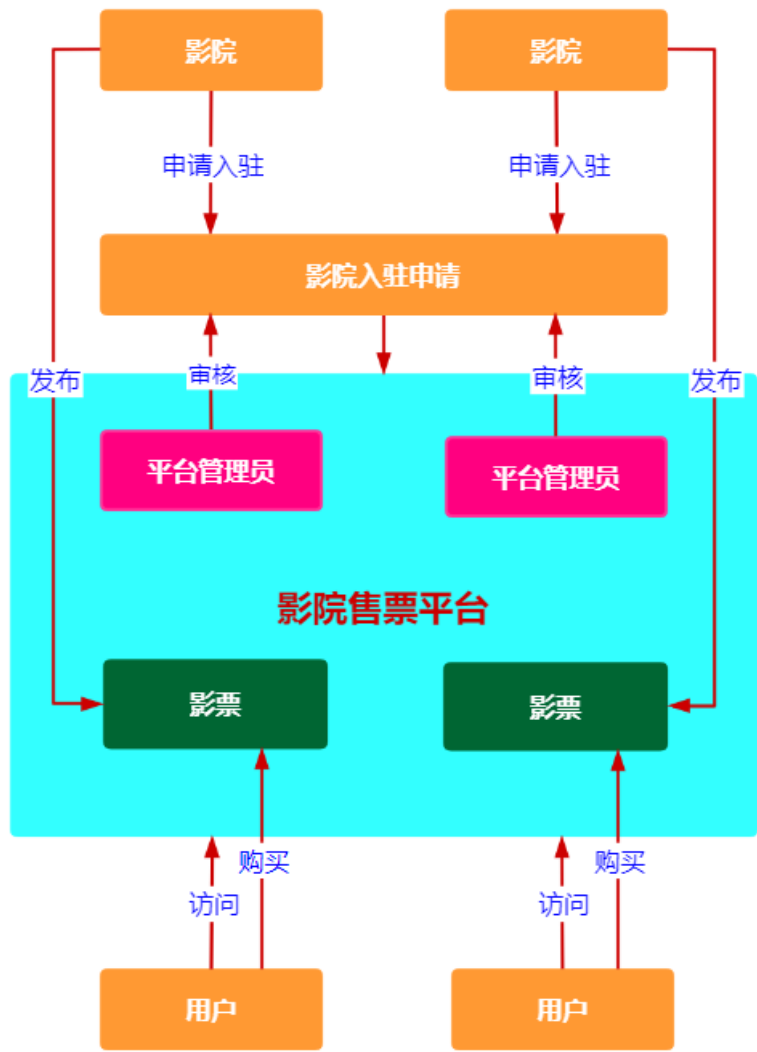 影院
影院
申请入驻
申请入驻
影院入驻申请
发布
审核
审核
发布
平台管理员
平台管理员
影院售票平台
影票
影票
购买
购买
访问
访问
用户
用户